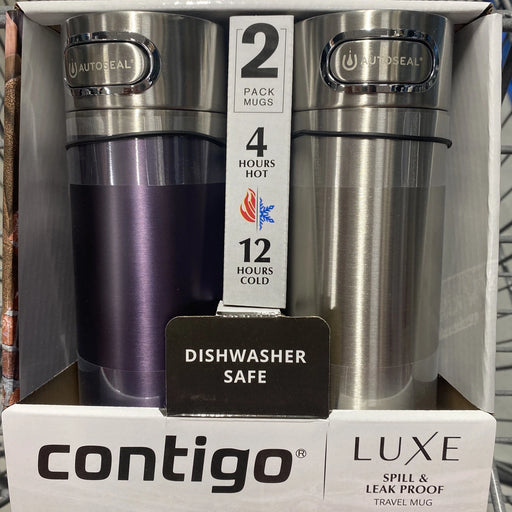 AUTOSEAL®
AUTOSEAL®
2
PACK
MUGS
4
HOURS
HOT
12
HOURS
COLD
DISHWASHER
SAFE
contigo®
LUXE
SPILL &
LEAK PROOF
TRAVEL MUG